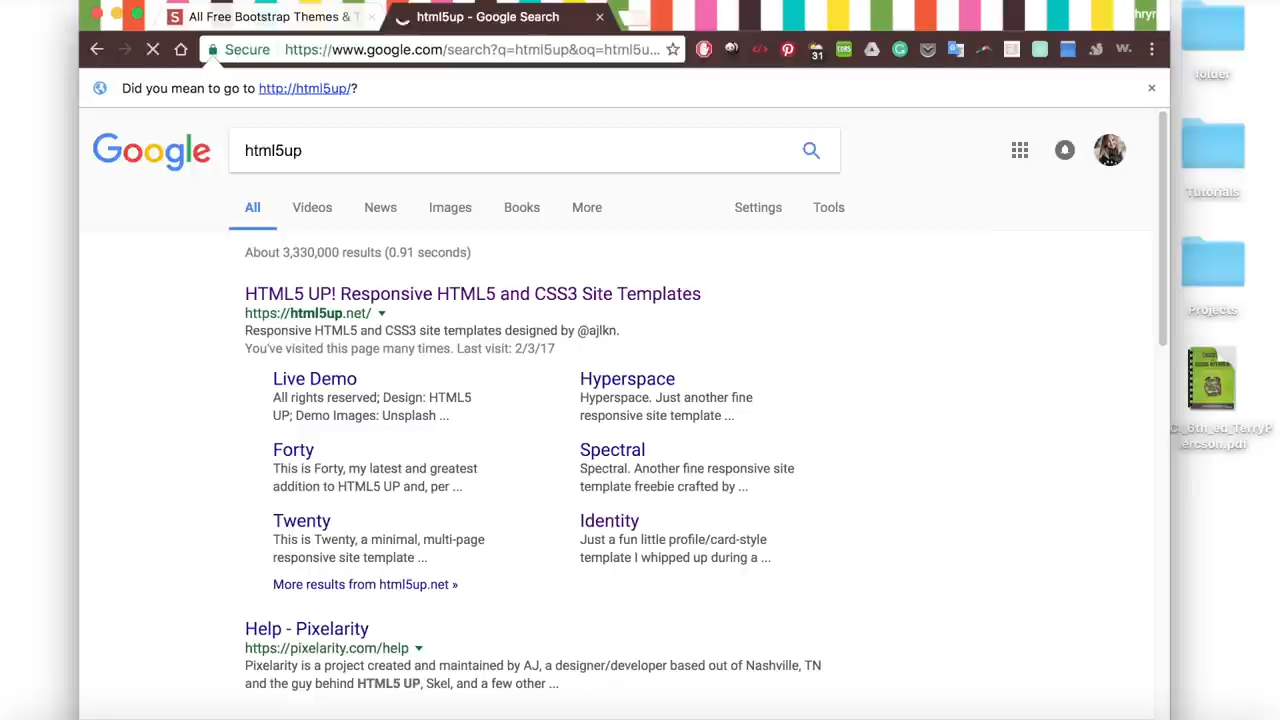 All Free Bootstrap Themes & T
html5up - Google Search
hryn
Secure https://www.google.com/search?q=html5up&oq=html5u...
31
CORS
W.
Did you mean to go to http://html5up/?
Google
html5up
All Videos News Images Books More Settings Tools
About 3,330,000 results (0.91 seconds)
HTML5 UP! Responsive HTML5 and CSS3 Site Templates
https://html5up.net/
Responsive HTML5 and CSS3 site templates designed by @ajlkn.
You've visited this page many times. Last visit: 2/3/17
Live Demo
All rights reserved; Design: HTML5
UP; Demo Images: Unsplash ...
Hyperspace
Hyperspace. Just another fine
responsive site template ...
Forty
This is Forty, my latest and greatest
addition to HTML5 UP and, per ...
Spectral
Spectral. Another fine responsive site
template freebie crafted by ...
Twenty
This is Twenty, a minimal, multi-page
responsive site template ...
Identity
Just a fun little profile/card-style
template I whipped up during a ...
More results from html5up.net »
Help - Pixelarity
https://pixelarity.com/help
Pixelarity is a project created and maintained by AJ, a designer/developer based out of Nashville, TN
and the guy behind HTML5 UP, Skel, and a few other ...
folder
Tutorials
Projects
C._6th_ed_TerryP
ercson.pdf